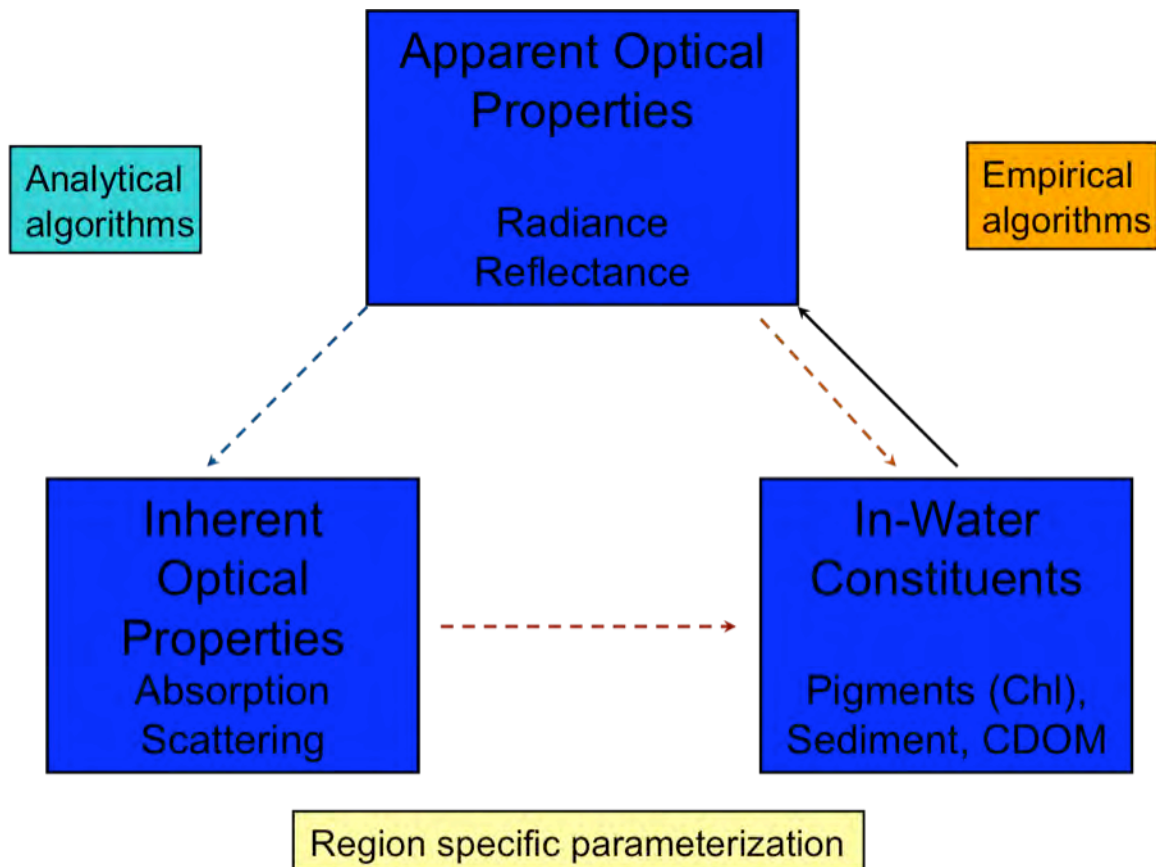 Apparent Optical
Properties
Radiance
Reflectance
Analytical
algorithms
Empirical
algorithms
Inherent
Optical
Properties
Absorption
Scattering
In-Water
Constituents
Pigments (Chl),
Sediment, CDOM
Region specific parameterization